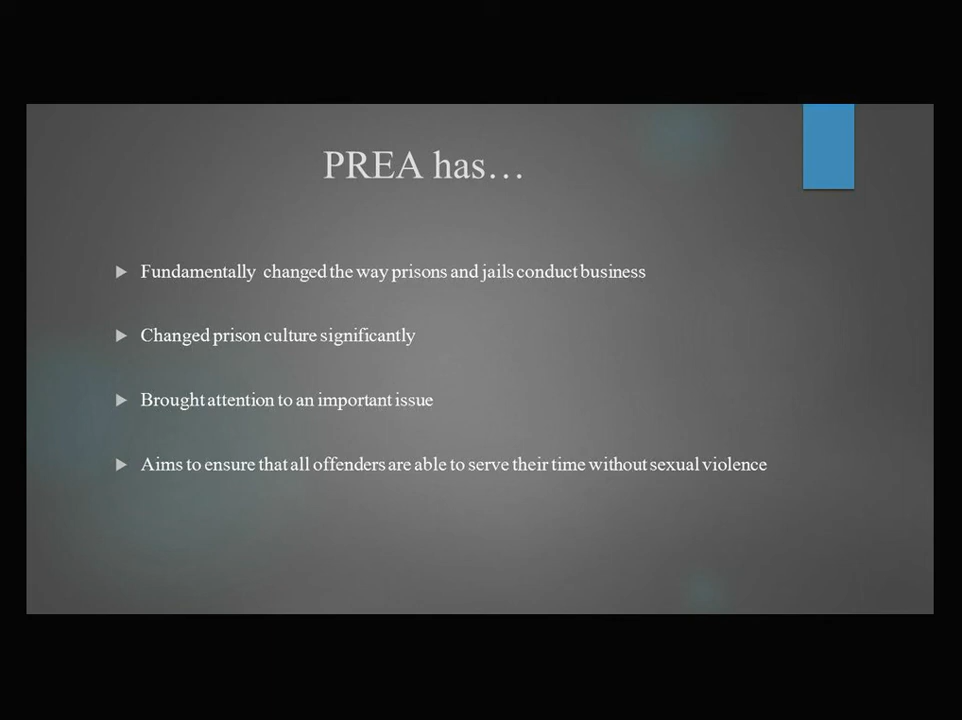 PREA has…
Fundamentally changed the way prisons and jails conduct business
Changed prison culture significantly
Brought attention to an important issue
Aims to ensure that all offenders are able to serve their time without sexual violence